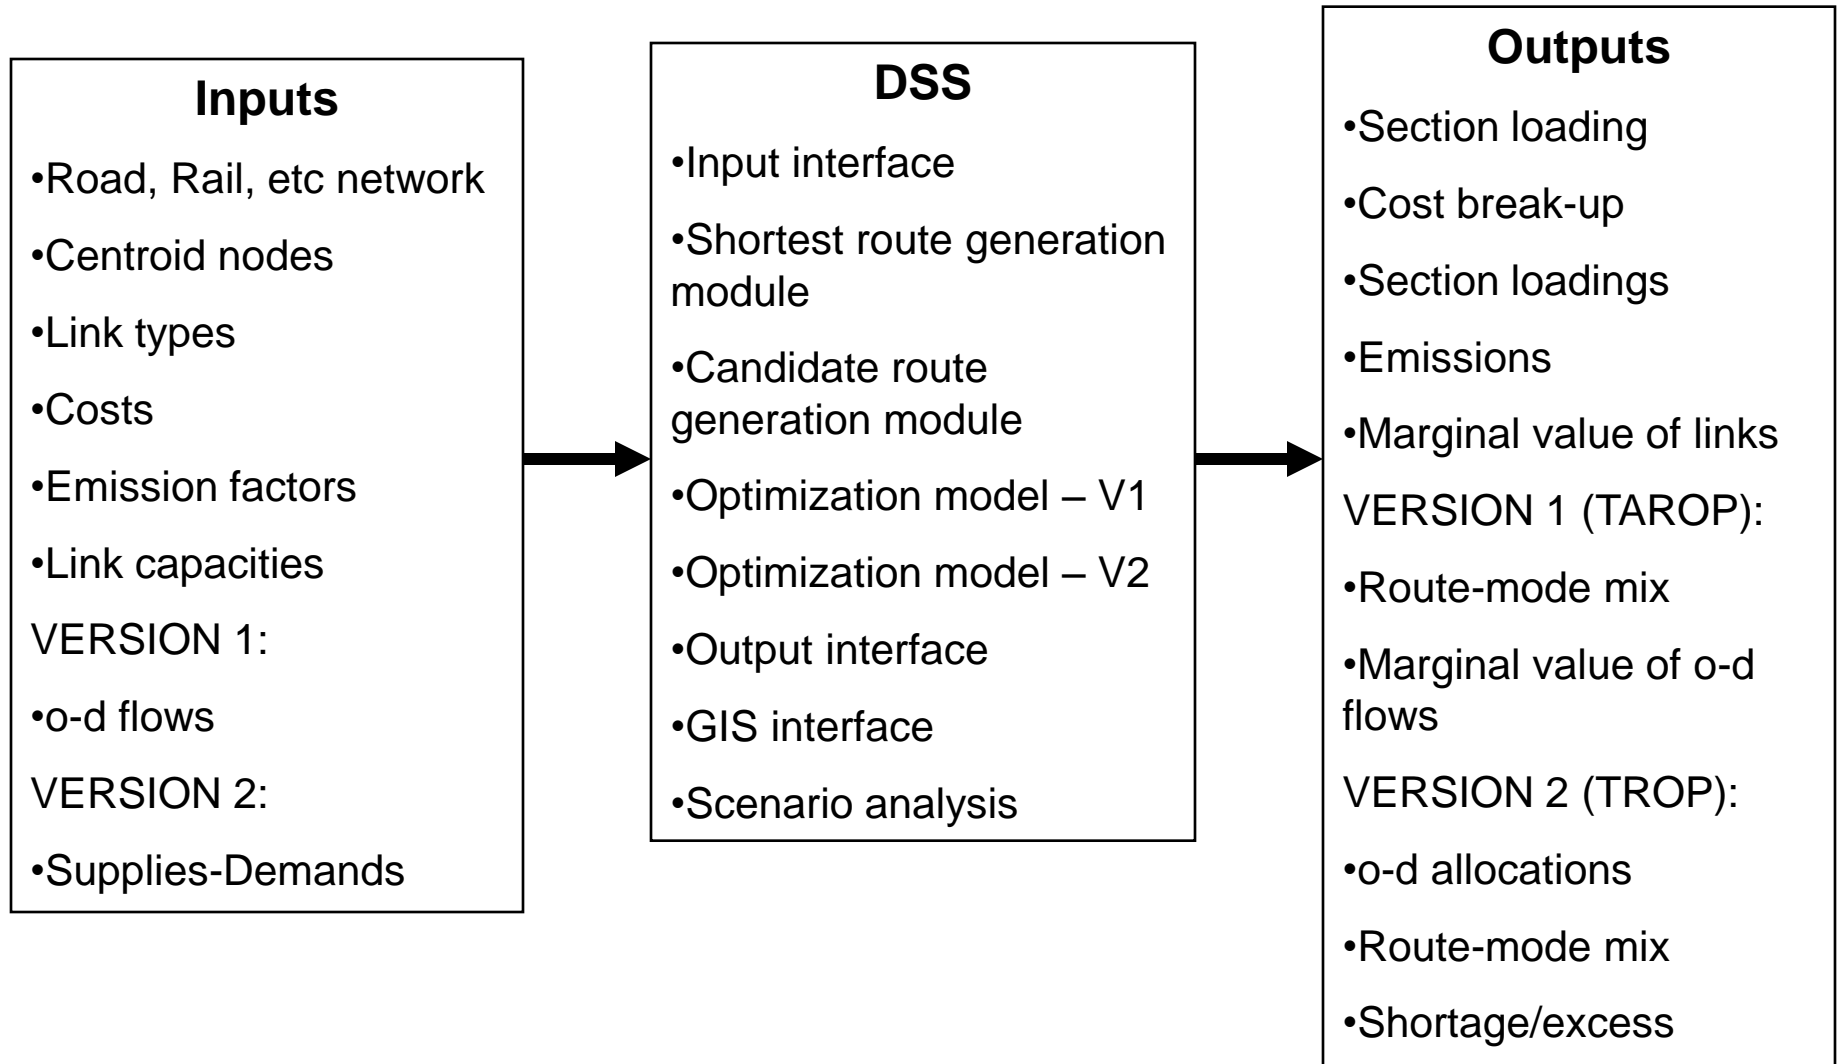 Inputs
•Road, Rail, etc network
•Centroid nodes
•Link types
•Costs
•Emission factors
•Link capacities
VERSION 1:
•o-d flows
VERSION 2:
•Supplies-Demands
DSS
•Input interface
•Shortest route generation
module
•Candidate route
generation module
•Optimization model – V1
•Optimization model – V2
•Output interface
•GIS interface
•Scenario analysis
Outputs
•Section loading
•Cost break-up
•Section loadings
•Emissions
•Marginal value of links
VERSION 1 (TAROP):
•Route-mode mix
•Marginal value of o-d
flows
VERSION 2 (TROP):
•o-d allocations
•Route-mode mix
•Shortage/excess